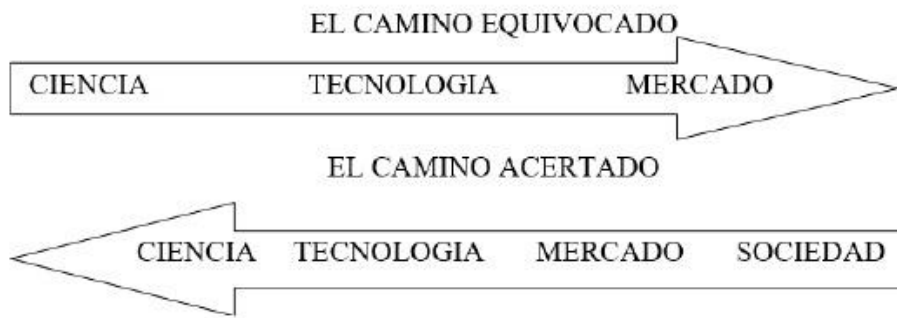 EL CAMINO EQUIVOCADO
CIENCIA TECNOLOGIA MERCADO
EL CAMINO ACERTADO
CIENCIA TECNOLOGIA MERCADO SOCIEDAD